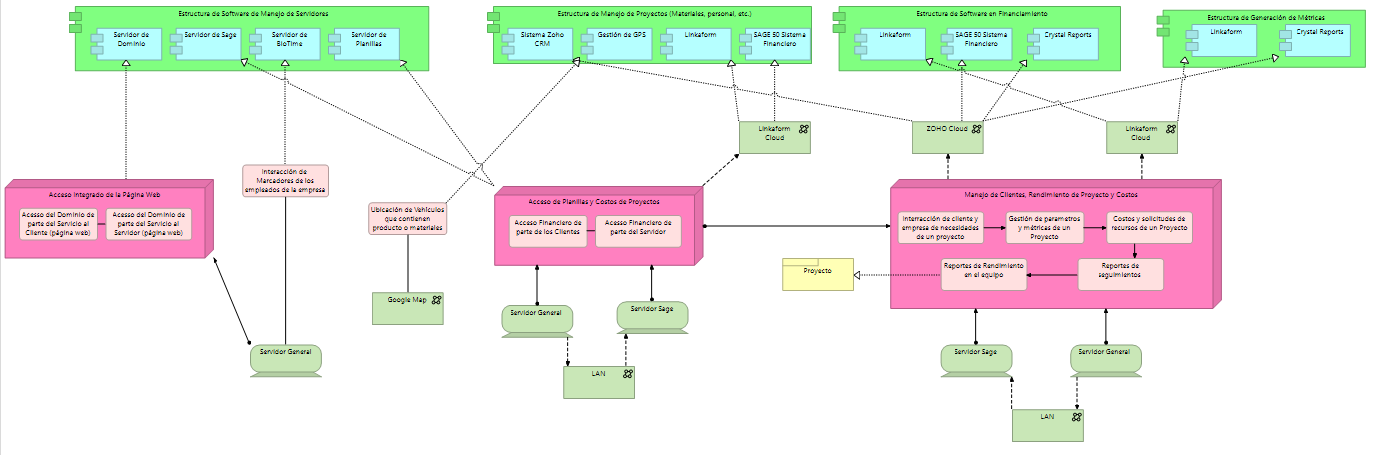 Estructura de Software de Manejo de Servidores
Servidor de
Dominio
Servidor de Sage
Servidor de
BioTime
Servidor de
Planillas
Estructura de Manejo de Proyectos (Materiales, personal, etc.)
Sistema Zoho
CRM
Gestión de GPS
Linkaform
SAGE 50 Sistema
Financiero
Estructura de Software en Financiamiento
Linkaform
SAGE 50 Sistema
Financiero
Crystal Reports
Estructura de Generación de Métricas
Linkaform
Crystal Reports
Linkaform
Cloud
ZOHO Cloud
Linkaform
Cloud
Acceso Integrado de la Página Web
Acesso del Dominio de
parte del Servicio al
Cliente (página web)
Acesso del Dominio de
parte del Servicio al
Servidor (página web)
Interacción de
Marcadores de los
empleados de la empresa
Ubicación de Vehículos
que contienen
producto o materiales
Google Map
Acceso de Planillas y Costos de Proyectos
Acceso Financiero de
parte de los Clientes
Acesso Financiero de
parte del Servidor
Manejo de Clientes, Rendimiento de Proyecto y Costos
Interracción de cliente y
empresa de necesidades
de un proyecto
Gestión de parametros
y métricas de un
Proyecto
Costos y solicitudes de
recursos de un Proyecto
Reportes de Rendimiento
en el equipo
Reportes de
seguimientos
Proyecto
Servidor General
Servidor General
Servidor Sage
LAN
Servidor Sage
Servidor General
LAN